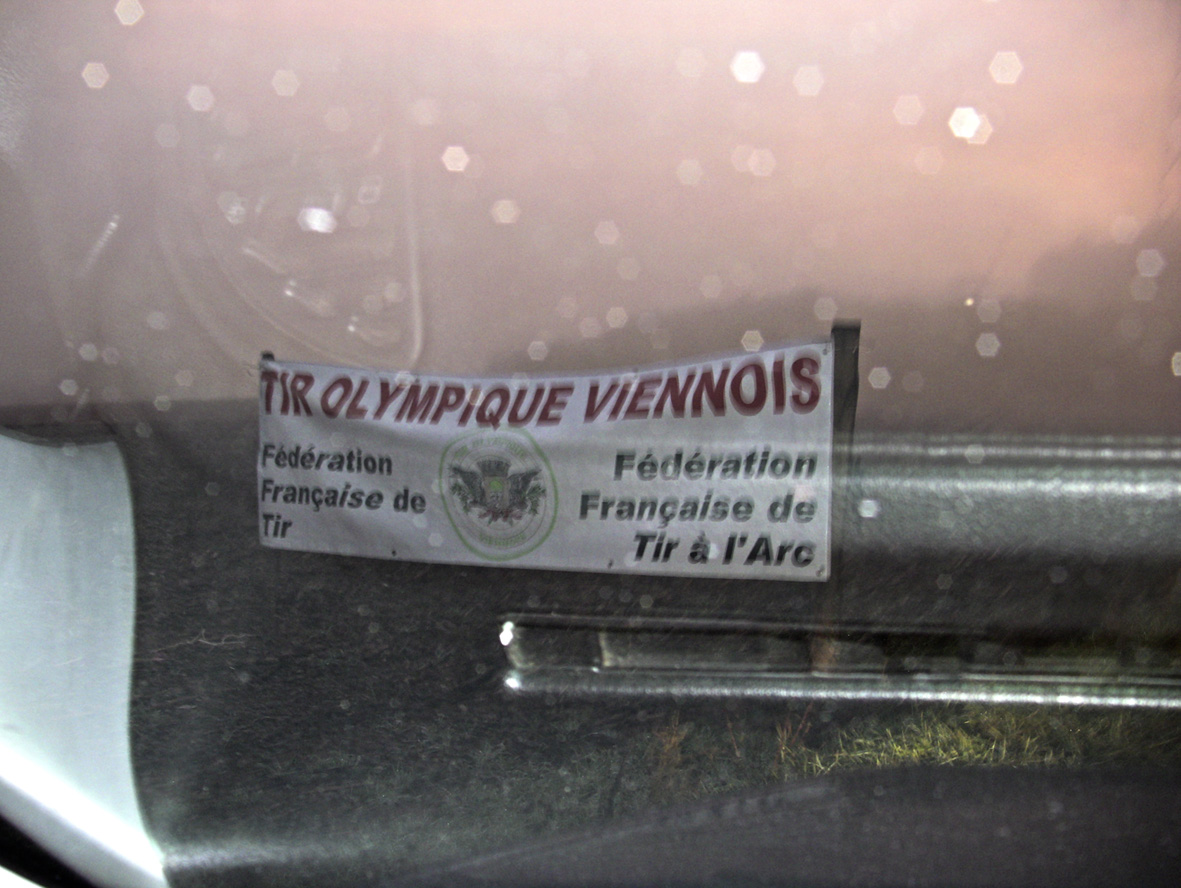 TIR OLYMPIQUE VIENNOIS
Fédération
Française de
Tir
Fédération
Française de
Tir à l'Arc